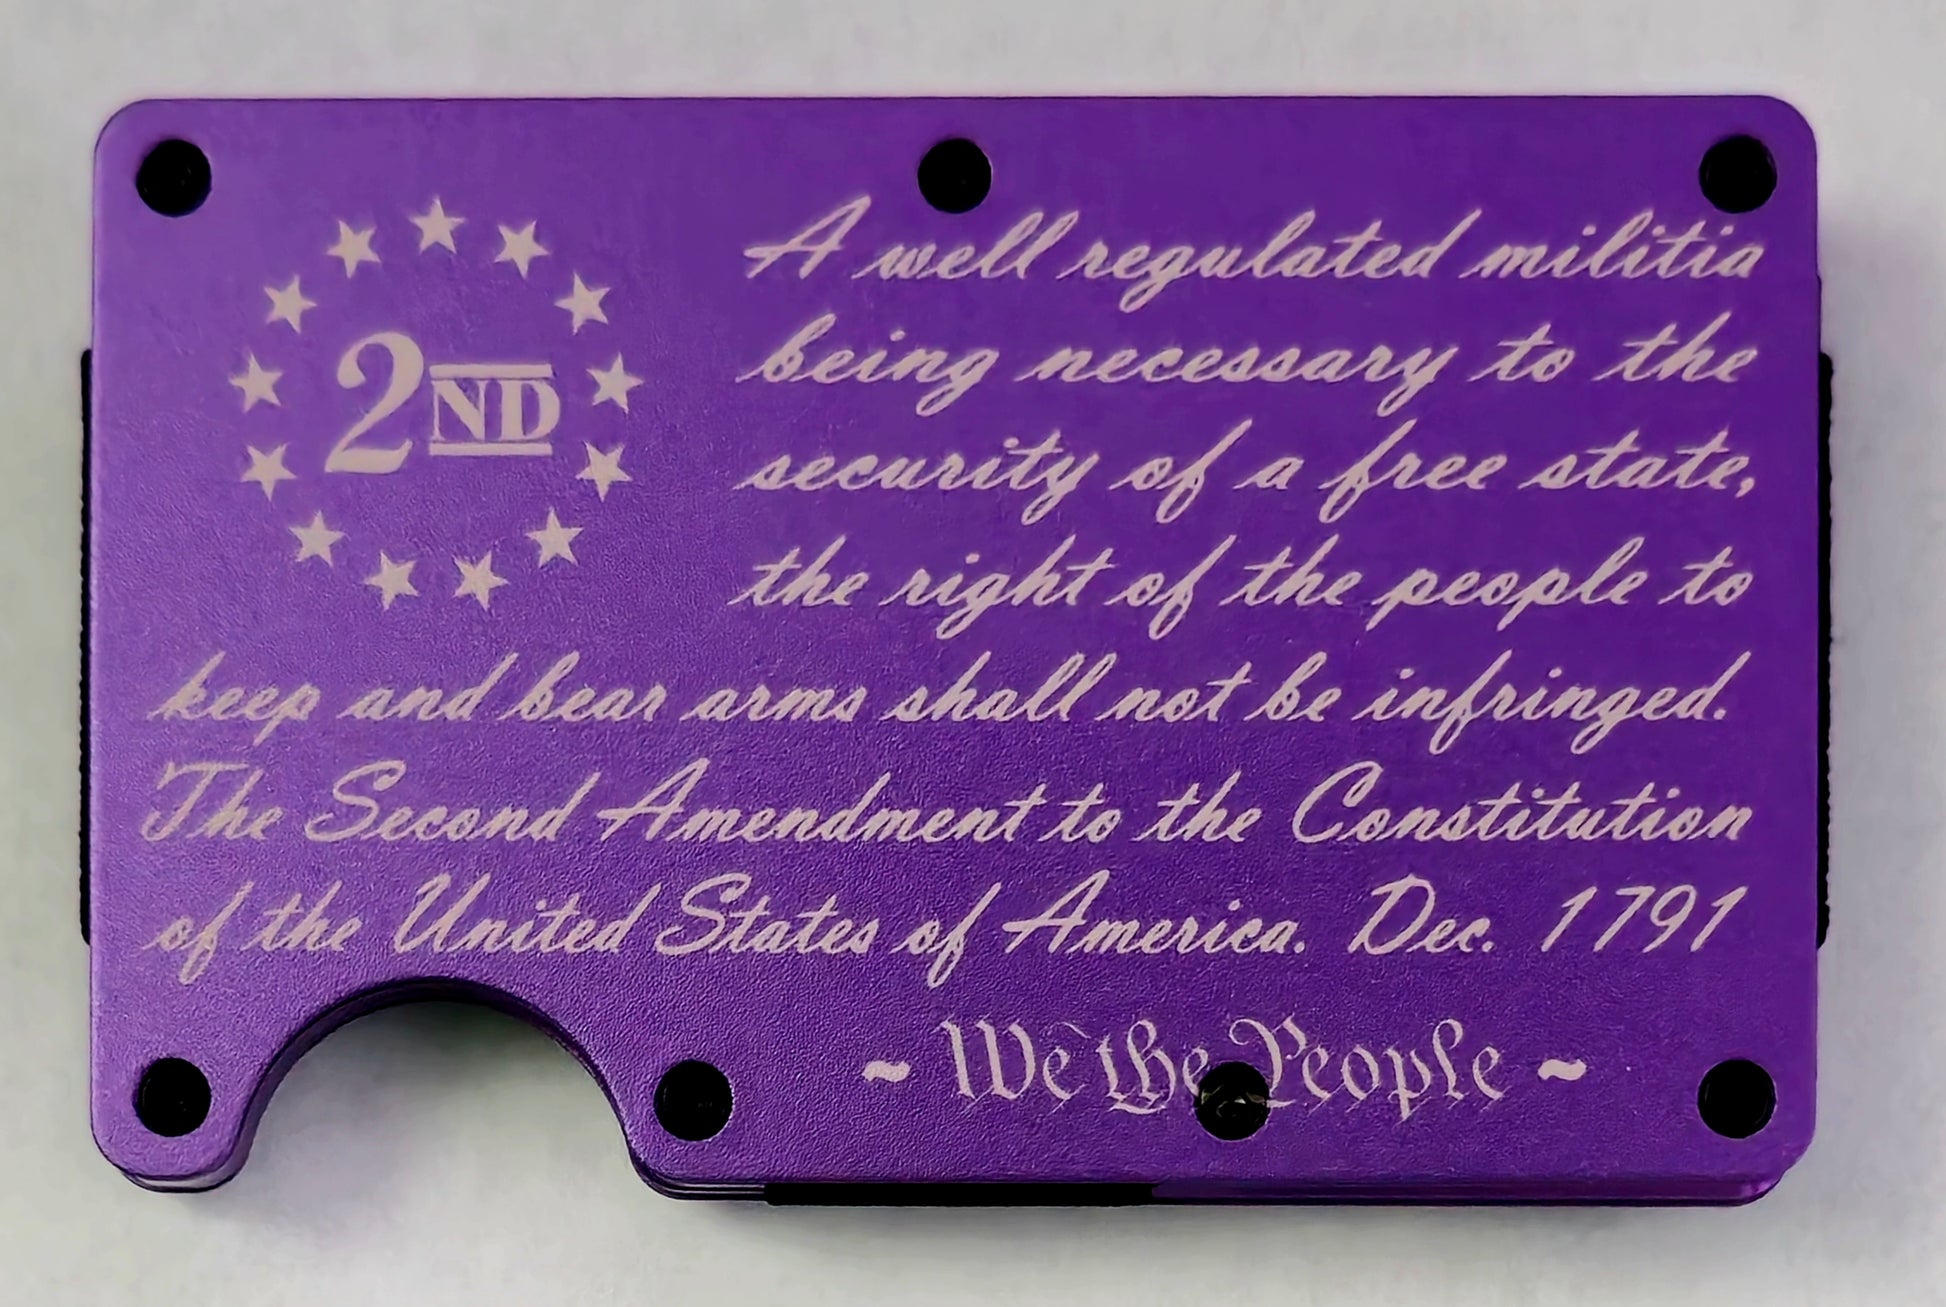 2ND
A well regulated militia
being necessary to the
security of a free state,
the right of the people to
keep and bear arms shall not be infringed.
The Second Amendment to the Constitution
of the United States of America. Dec. 1791
~ We the People ~